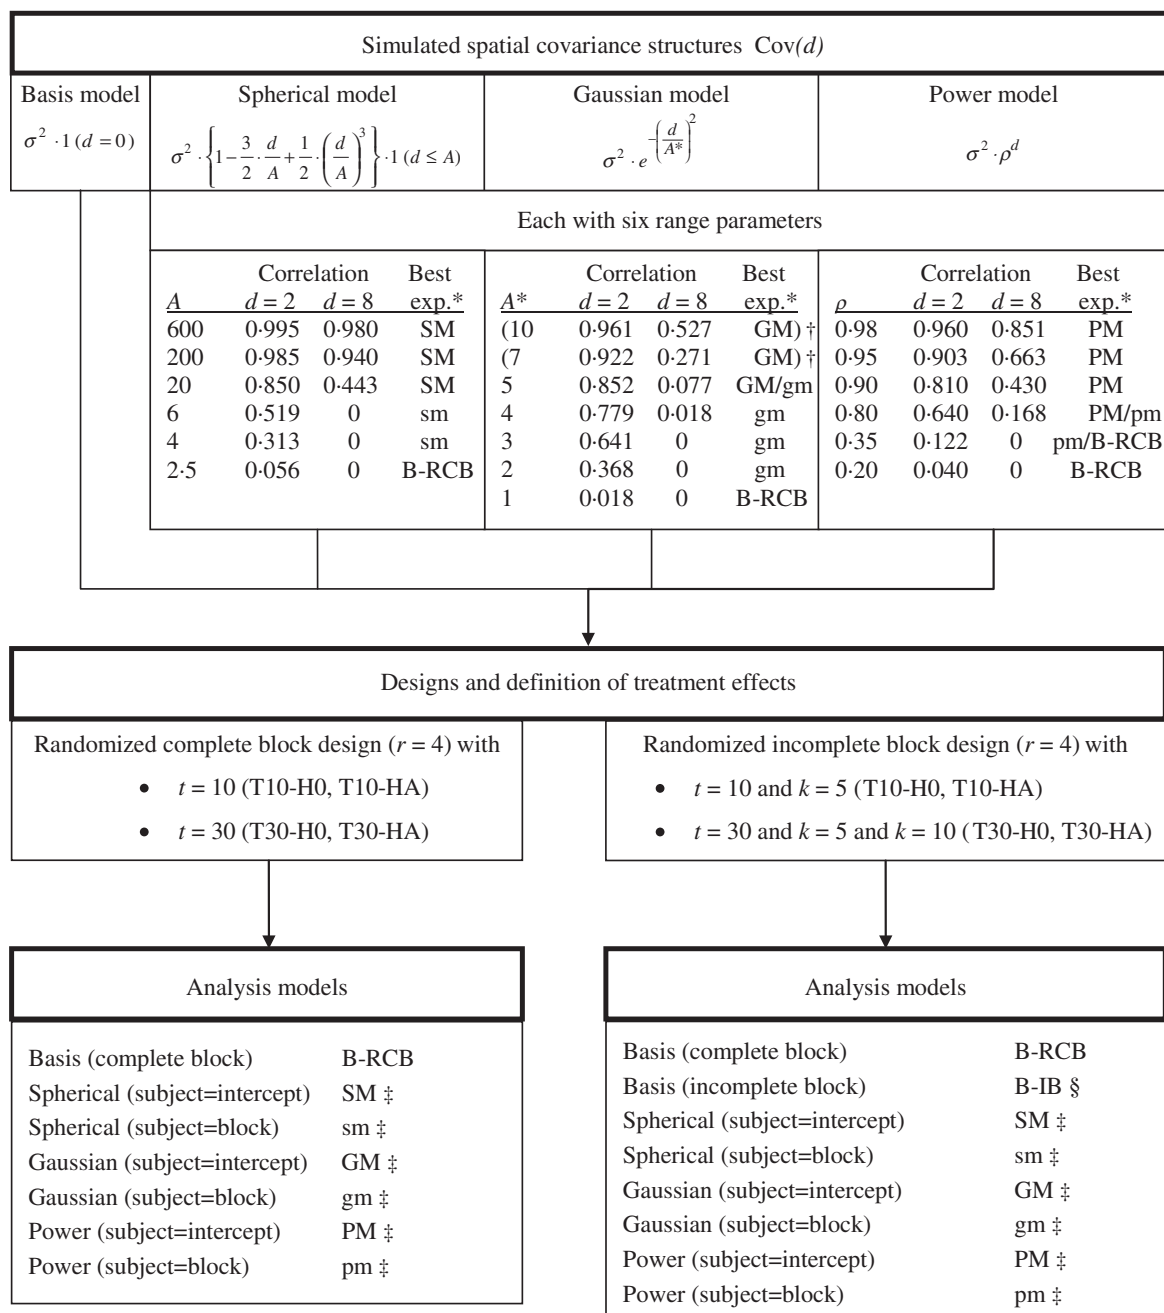 Simulated spatial covariance structures Cov(d)
Basis model
σ² · 1 (d = 0)
Spherical model
σ² · {1 − 3/2 · d/A + 1/2 · (d/A)³} · 1 (d ≤ A)
Gaussian model
σ² · e^−(d/A*)²
Power model
σ² · ρ^d
Each with six range parameters
Correlation Best
A d = 2 d = 8 exp.*
600 0·995 0·980 SM
200 0·985 0·940 SM
20 0·850 0·443 SM
6 0·519 0 sm
4 0·313 0 sm
2·5 0·056 0 B-RCB
Correlation Best
A* d = 2 d = 8 exp.*
(10 0·961 0·527 GM) †
(7 0·922 0·271 GM) †
5 0·852 0·077 GM/gm
4 0·779 0·018 gm
3 0·641 0 gm
2 0·368 0 gm
1 0·018 0 B-RCB
Correlation Best
ρ d = 2 d = 8 exp.*
0·98 0·960 0·851 PM
0·95 0·903 0·663 PM
0·90 0·810 0·430 PM
0·80 0·640 0·168 PM/pm
0·35 0·122 0 pm/B-RCB
0·20 0·040 0 B-RCB
Designs and definition of treatment effects
Randomized complete block design (r = 4) with
• t = 10 (T10-H0, T10-HA)
• t = 30 (T30-H0, T30-HA)
Randomized incomplete block design (r = 4) with
• t = 10 and k = 5 (T10-H0, T10-HA)
• t = 30 and k = 5 and k = 10 (T30-H0, T30-HA)
Analysis models
Basis (complete block) B-RCB
Spherical (subject=intercept) SM ‡
Spherical (subject=block) sm ‡
Gaussian (subject=intercept) GM ‡
Gaussian (subject=block) gm ‡
Power (subject=intercept) PM ‡
Power (subject=block) pm ‡
Analysis models
Basis (complete block) B-RCB
Basis (incomplete block) B-IB §
Spherical (subject=intercept) SM ‡
Spherical (subject=block) sm ‡
Gaussian (subject=intercept) GM ‡
Gaussian (subject=block) gm ‡
Power (subject=intercept) PM ‡
Power (subject=block) pm ‡